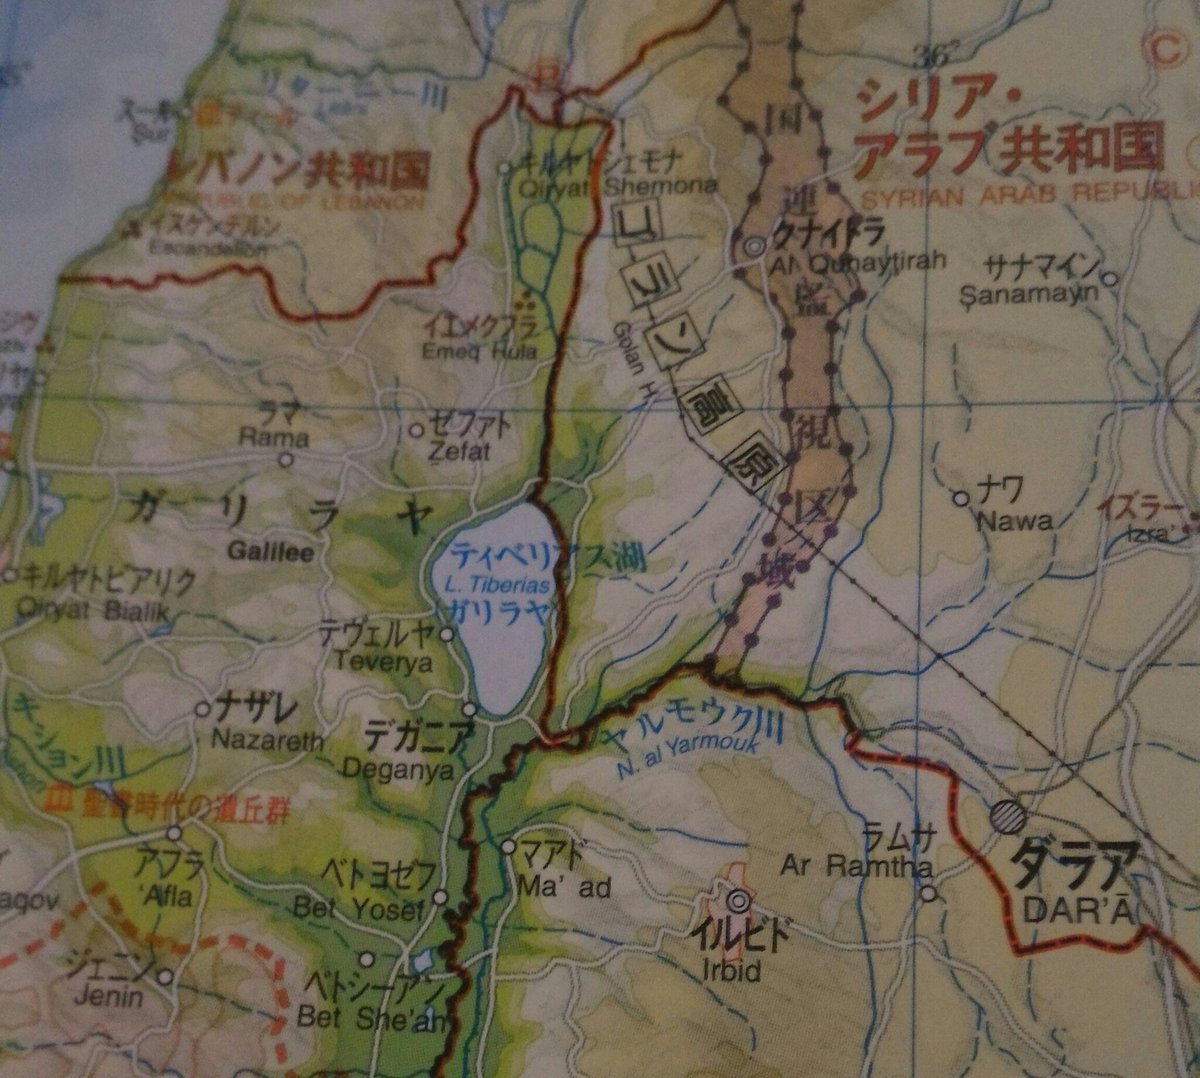 36°
C
リターニー川
シリア・
アラブ共和国
SYRIAN ARAB REPUBLI
スール
Ṣur
ティール
レバノン共和国
REPUBLIC OF LEBANON
キルヤトシェモナ
Qiryat Shemona
国連監視区域
イスケンデルン
Escandelion
ゴラン高原
Golan H.
クナイトラ
Al Qunaytirah
サナマイン
Ṣanamayn
イエメクフラ
Emeq Hula
ラマ
Rama
ゼファト
Zefat
ガリラヤ
Galilee
ナワ
Nawa
イズラー
Izra'
ティベリアス湖
L. Tiberias
(ガリラヤ
キルヤトビアリク
Qiryat Bialik
テヴェルヤ
Teverya
ナザレ
Nazareth
デガニア
Deganya
ヤルモウク川
N. al Yarmouk
キション川
聖書時代の遺丘群
アフラ
'Afla
ベトヨゼフ
Bet Yosef
マアド
Ma' ad
ラムサ
Ar Ramtha
ダラア
DAR'Ā
aqov
イルビド
Irbid
ジェニン
Jenin
ベトシーアン
Bet She'an